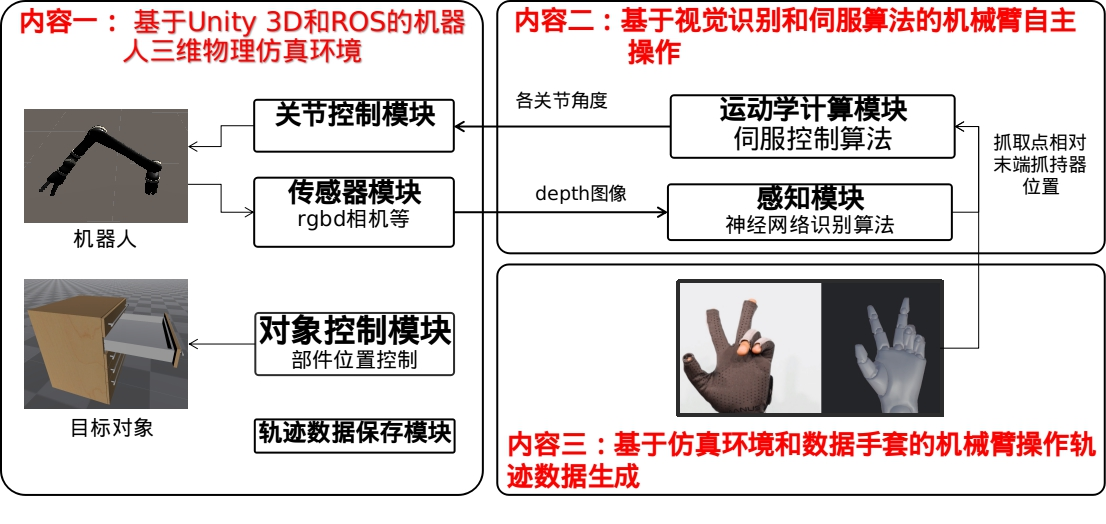 内容一： 基于Unity 3D和ROS的机器
人三维物理仿真环境
关节控制模块
传感器模块
rgbd相机等
机器人
对象控制模块
部件位置控制
目标对象
轨迹数据保存模块
内容二：基于视觉识别和伺服算法的机械臂自主
操作
各关节角度
运动学计算模块
伺服控制算法
抓取点相对
末端抓持器
位置
depth图像
感知模块
神经网络识别算法
内容三：基于仿真环境和数据手套的机械臂操作轨
迹数据生成